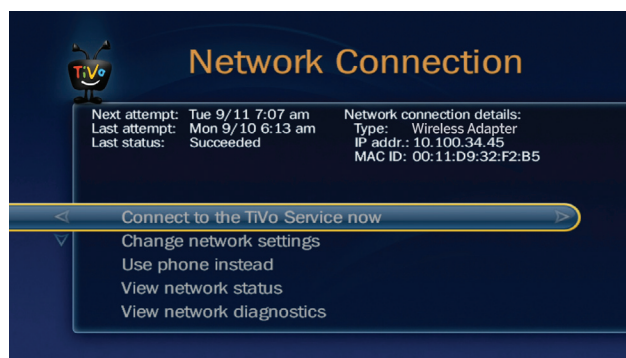 TiVo
Network Connection
Next attempt: Tue 9/11 7:07 am
Last attempt: Mon 9/10 6:13 am
Last status: Succeeded
Network connection details:
Type: Wireless Adapter
IP addr.: 10.100.34.45
MAC ID: 00:11:D9:32:F2:B5
Connect to the TiVo Service now
Change network settings
Use phone instead
View network status
View network diagnostics